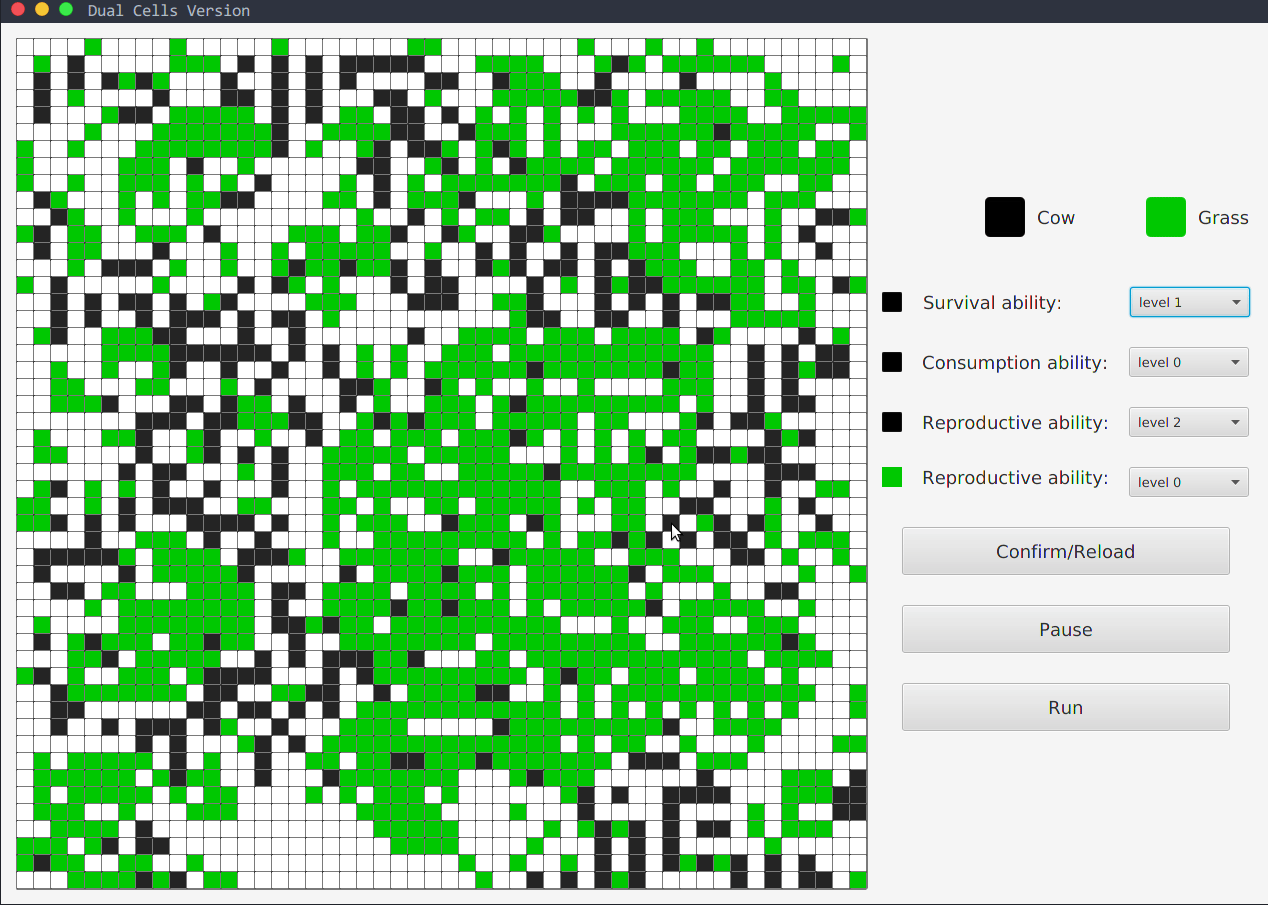 Dual Cells Version
Cow Grass
Survival ability: level 1
Consumption ability: level 0
Reproductive ability: level 2
Reproductive ability: level 0
Confirm/Reload
Pause
Run